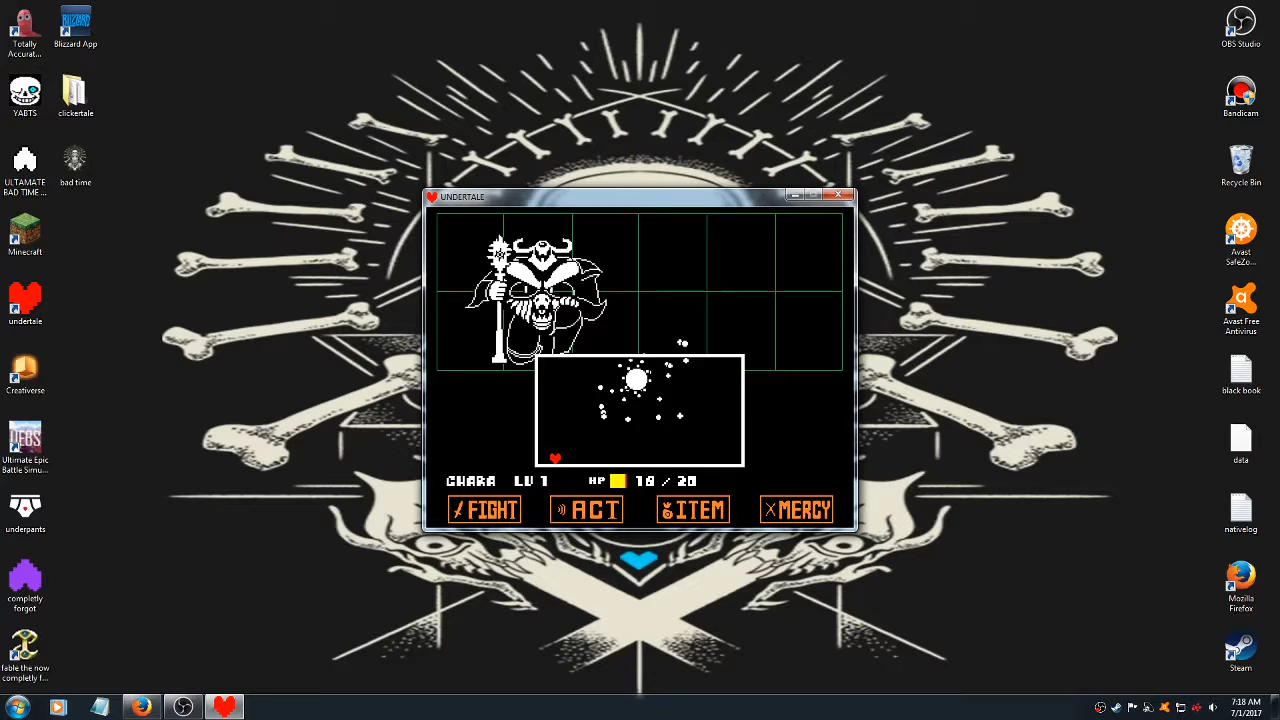 Totally
Accurat...
Blizzard App
YABTS
clickertale
ULTAMATE
BAD TIME ...
bad time
Minecraft
undertale
Creativerse
Ultimate Epic
Battle Simu...
underpants
completly
forgot
fable the now
completly f...
UNDERTALE
CHARA LV 1 HP 18 / 20
FIGHT ACT ITEM MERCY
OBS Studio
Bandicam
Recycle Bin
Avast
SafeZo...
Avast Free
Antivirus
black book
data
nativelog
Mozilla
Firefox
Steam
7:18 AM
7/1/2017